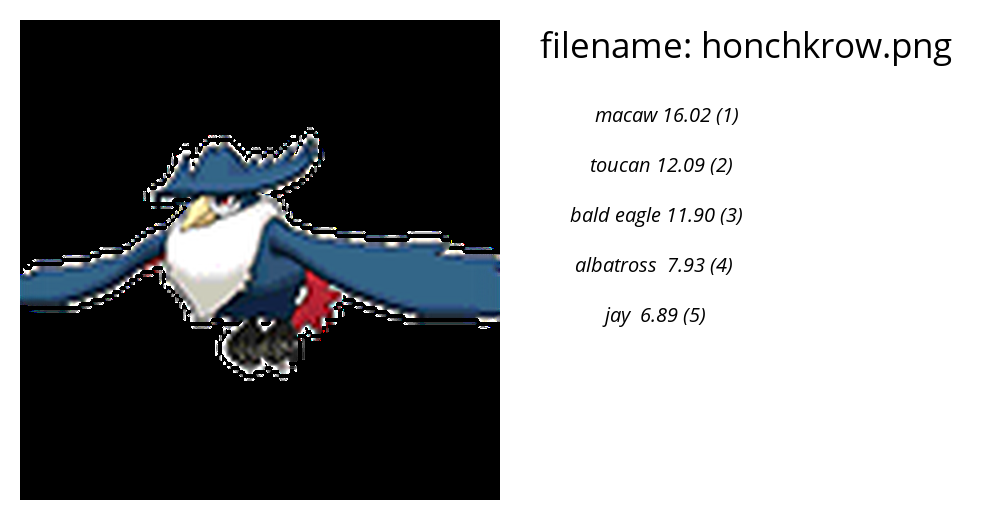 filename: honchkrow.png
macaw 16.02 (1)
toucan 12.09 (2)
bald eagle 11.90 (3)
albatross 7.93 (4)
jay 6.89 (5)